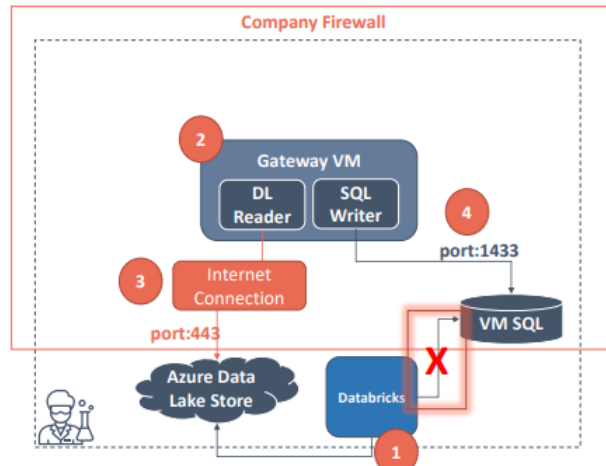 Company Firewall
2
Gateway VM
DL
Reader
SQL
Writer
4
port:1433
3
Internet
Connection
VM SQL
port:443
X
Azure Data
Lake Store
Databricks
1